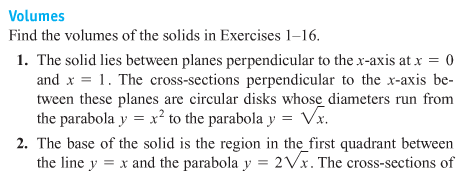 Volumes
Find the volumes of the solids in Exercises 1–16.
1. The solid lies between planes perpendicular to the x-axis at x = 0
and x = 1. The cross-sections perpendicular to the x-axis be-
tween these planes are circular disks whose diameters run from
the parabola y = x² to the parabola y = √x.
2. The base of the solid is the region in the first quadrant between
the line y = x and the parabola y = 2√x. The cross-sections of